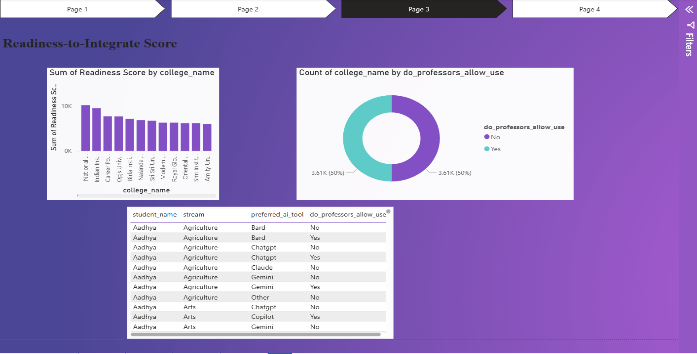 Page 1
Page 2
Page 3
Page 4
Filters
Readiness-to-Integrate Score
Sum of Readiness Score by college_name
Sum of Readiness Sc...
10K
0K
Career Fo...
college_name
Count of college_name by do_professors_allow_use
3.61K (50%)
3.61K (50%)
do_professors_allow_use
No
Yes
student_name stream preferred_ai_tool do_professors_allow_use
Aadhya Agriculture Bard No
Aadhya Agriculture Bard Yes
Aadhya Agriculture Chatgpt No
Aadhya Agriculture Chatgpt Yes
Aadhya Agriculture Claude No
Aadhya Agriculture Gemini No
Aadhya Agriculture Gemini Yes
Aadhya Agriculture Other No
Aadhya Arts Chatgpt No
Aadhya Arts Copilot Yes
Aadhya Arts Gemini No